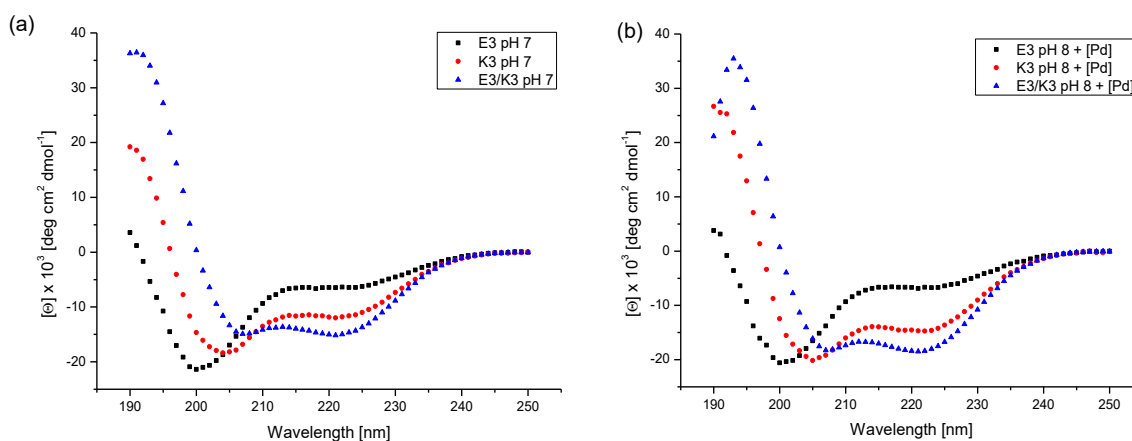 (a)
E3 pH 7
K3 pH 7
E3/K3 pH 7
40
30
20
10
0
-10
-20
[Θ] x 10³ [deg cm² dmol⁻¹]
190 200 210 220 230 240 250
Wavelength [nm]
(b)
E3 pH 8 + [Pd]
K3 pH 8 + [Pd]
E3/K3 pH 8 + [Pd]
40
30
20
10
0
-10
-20
[Θ] x 10³ [deg cm² dmol⁻¹]
190 200 210 220 230 240 250
Wavelength [nm]